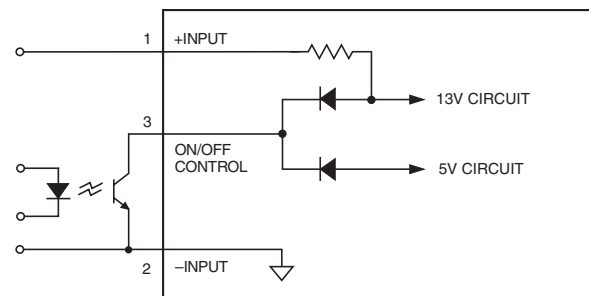 1 +INPUT
13V CIRCUIT
3
ON/OFF
CONTROL
5V CIRCUIT
2 –INPUT